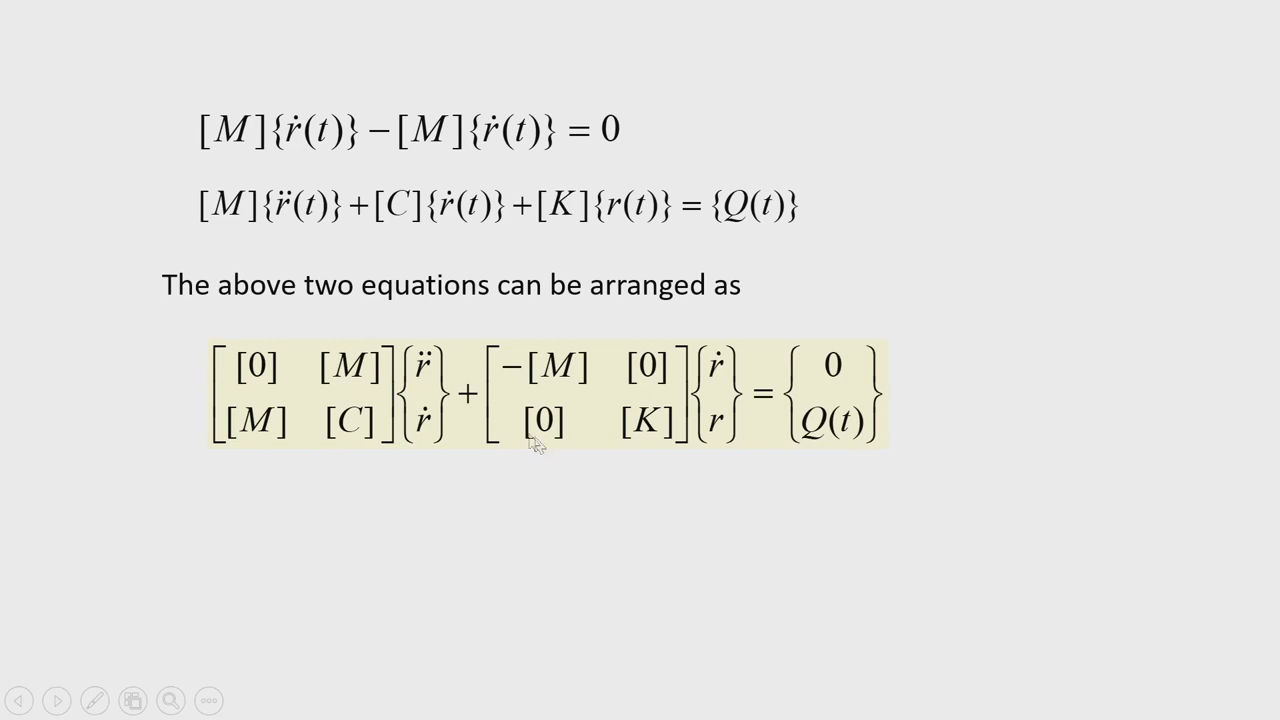 [M]{ṙ(t)} − [M]{ṙ(t)} = 0
[M]{r̈(t)} + [C]{ṙ(t)} + [K]{r(t)} = {Q(t)}
The above two equations can be arranged as
[[0] [M]; [M] [C]] {r̈; ṙ} + [−[M] [0]; [0] [K]] {ṙ; r} = {0; Q(t)}